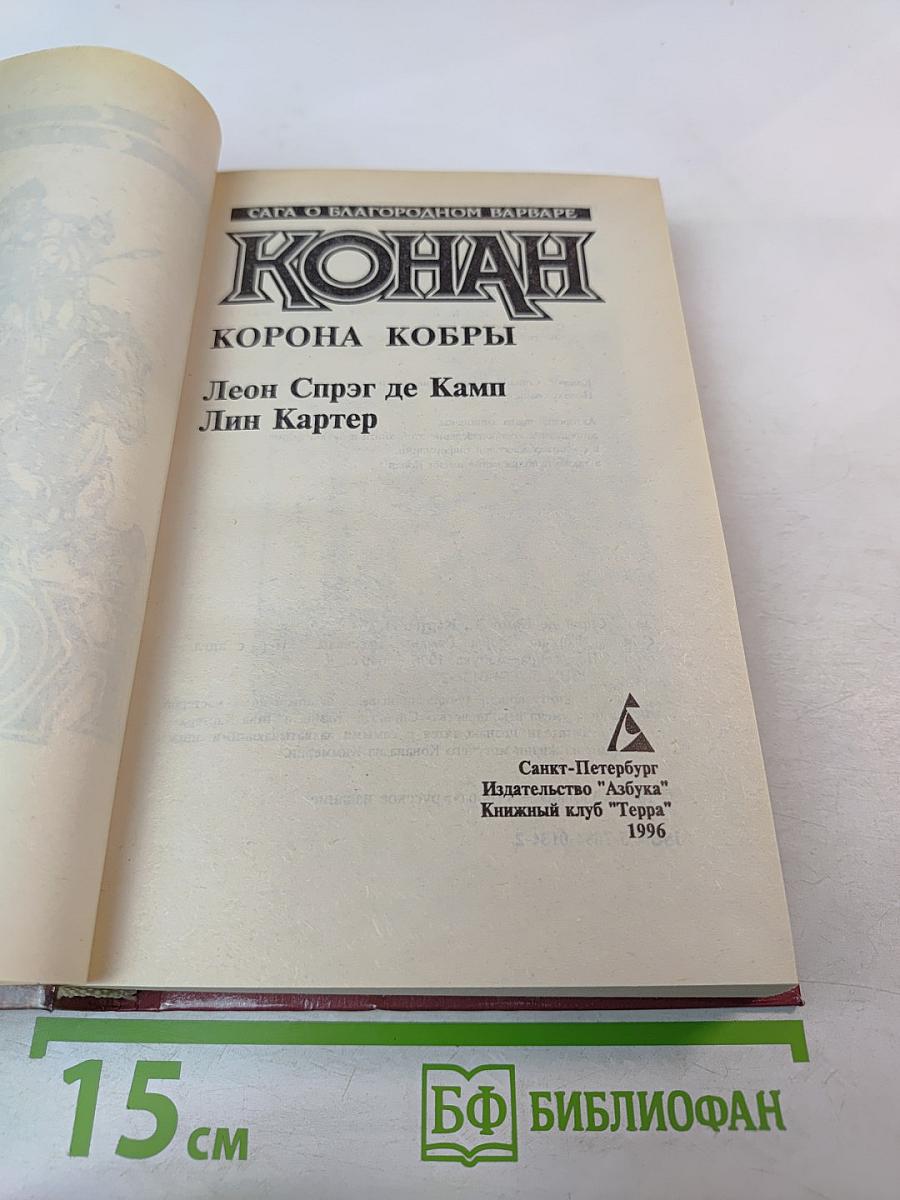 САГА О БЛАГОРОДНОМ ВАРВАРЕ
КОНАН
КОРОНА КОБРЫ
Леон Спрэг де Камп
Лин Картер
Санкт-Петербург
Издательство "Азбука"
Книжный клуб "Терра"
1996
15 см
БФ БИБЛИОФАН